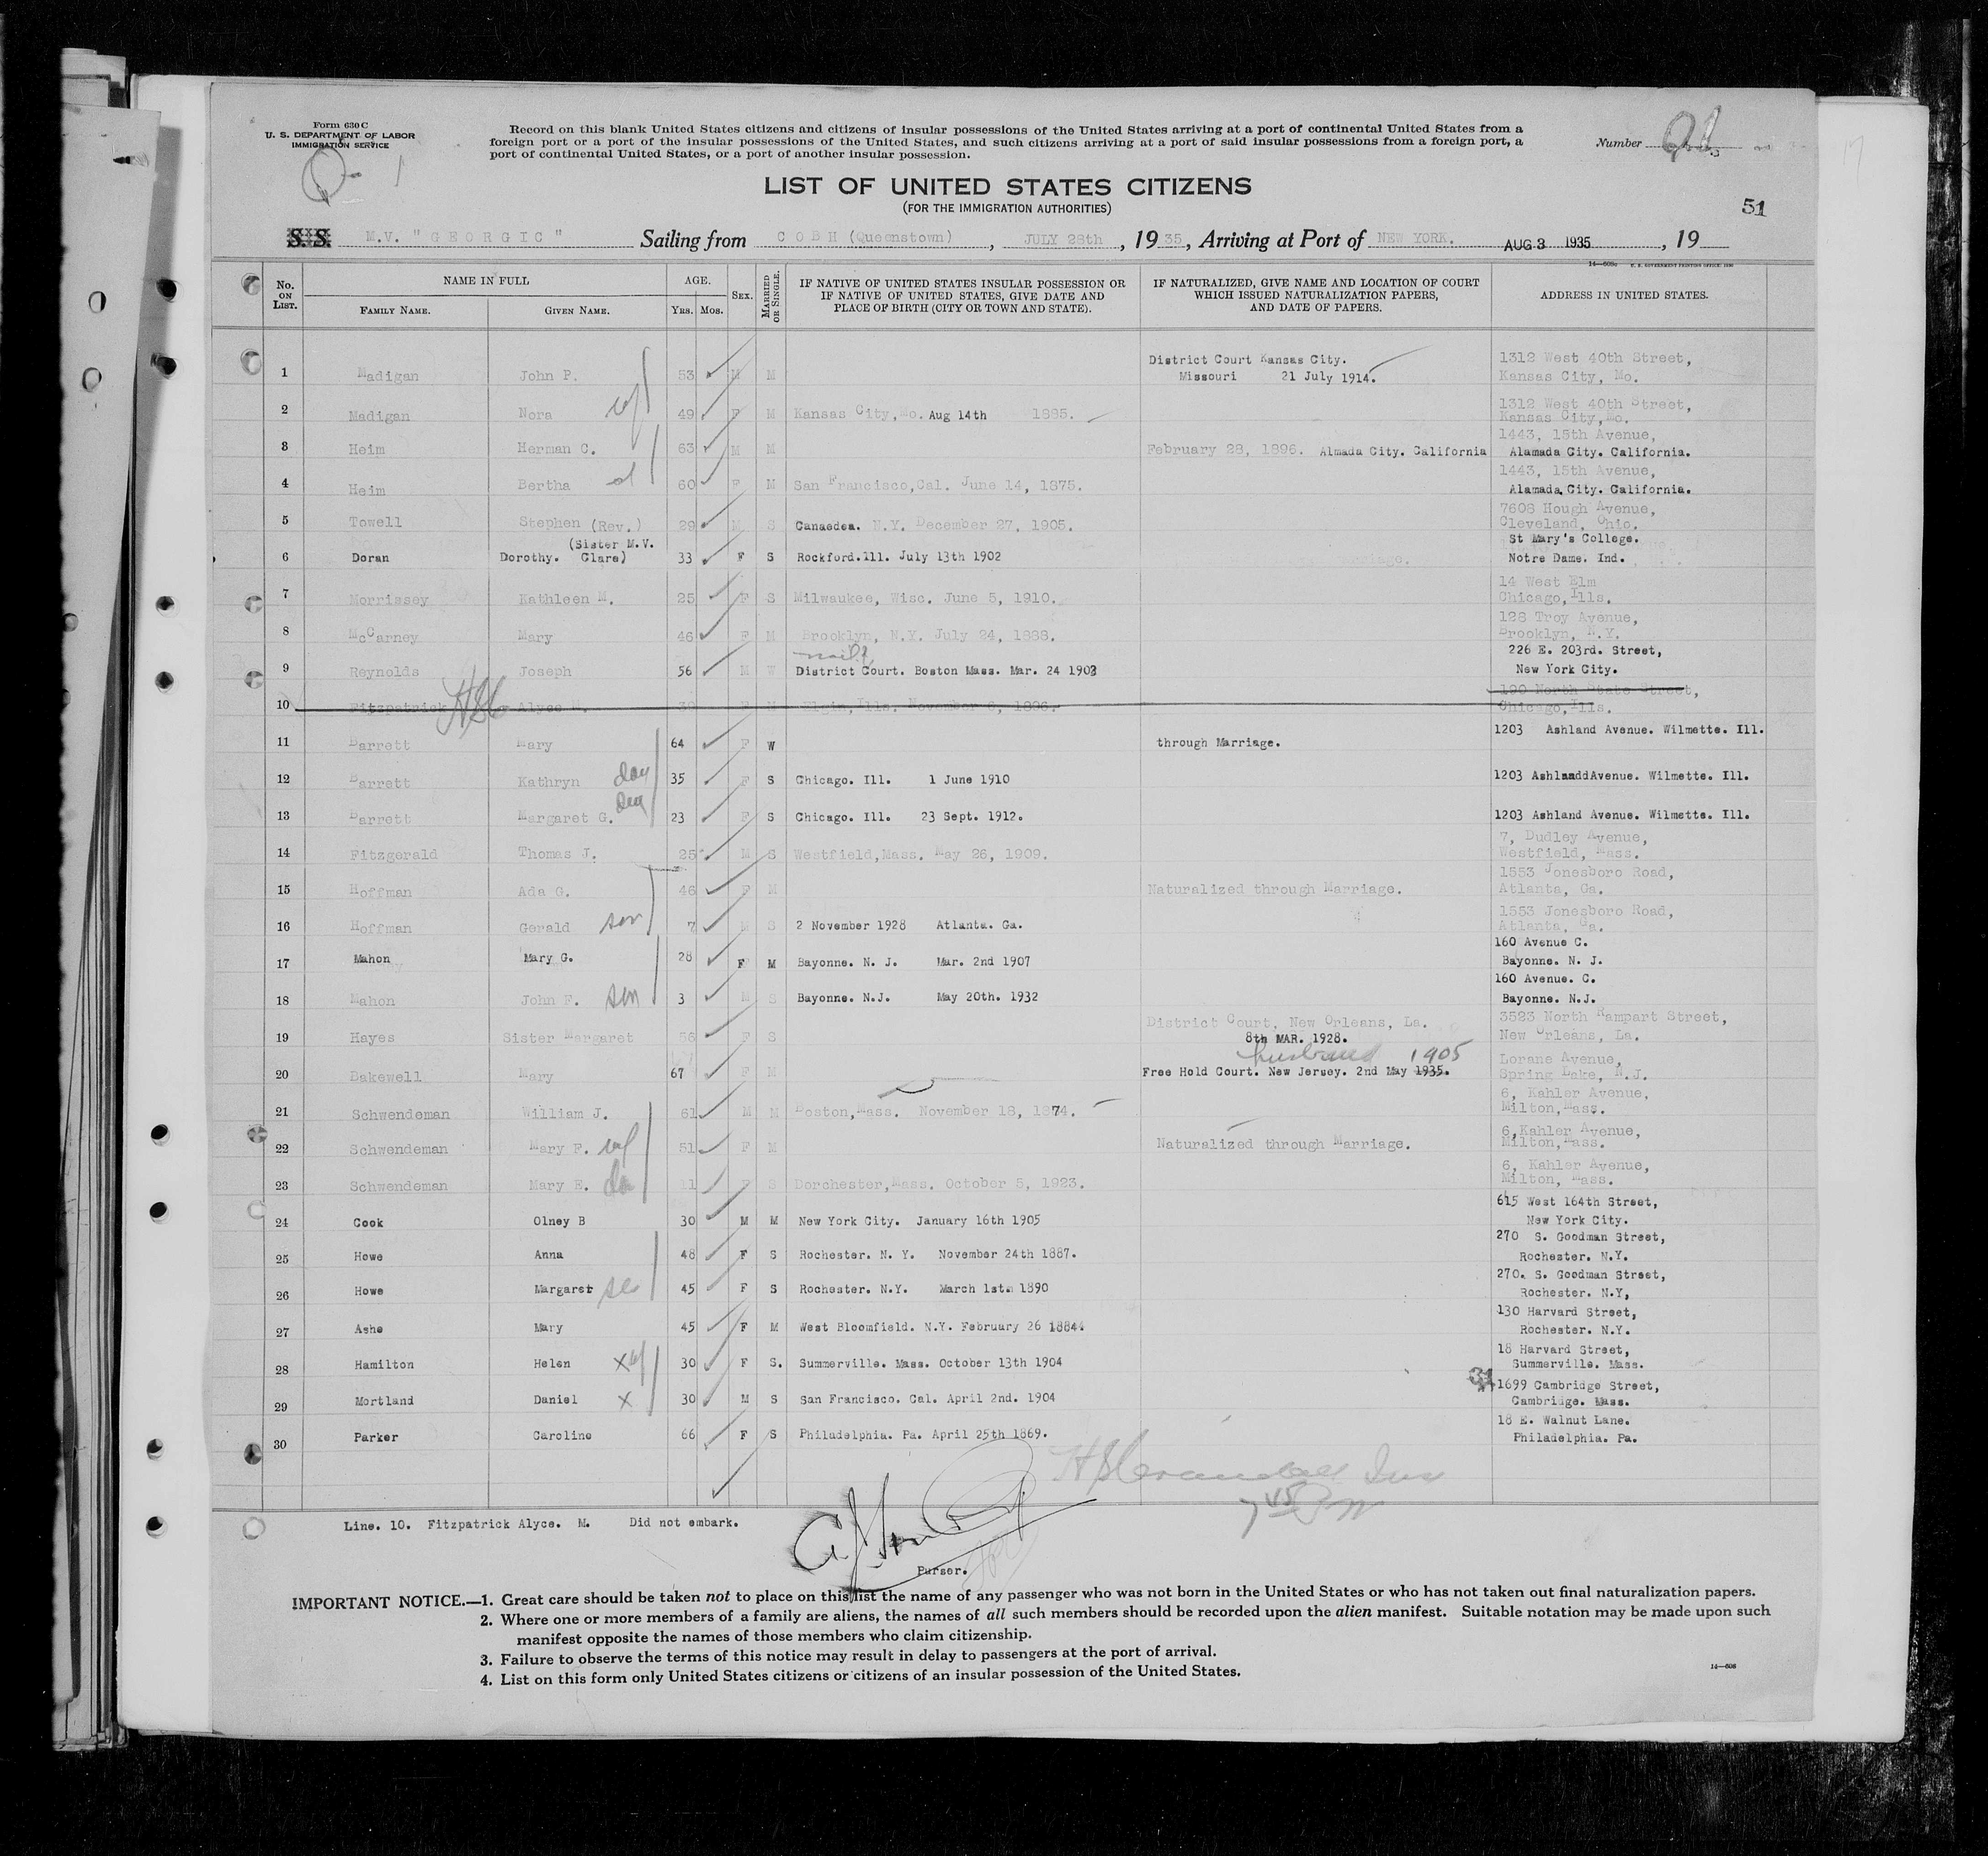 Form 630 C
U. S. DEPARTMENT OF LABOR
IMMIGRATION SERVICE
Record on this blank United States citizens and citizens of insular possessions of the United States arriving at a port of continental United States from a
foreign port or a port of the insular possessions of the United States, and such citizens arriving at a port of said insular possessions from a foreign port, a
port of continental United States, or a port of another insular possession.
Number
LIST OF UNITED STATES CITIZENS
(FOR THE IMMIGRATION AUTHORITIES)
51
S. S. M.V. "GEORGIC" Sailing from COBH (Queenstown), JULY 28th, 1935, Arriving at Port of NEW YORK. AUG 3 1935, 19
No. ON LIST. NAME IN FULL FAMILY NAME. GIVEN NAME. AGE. YRS. MOS. SEX. MARRIED OR SINGLE. IF NATIVE OF UNITED STATES INSULAR POSSESSION OR IF NATIVE OF UNITED STATES, GIVE DATE AND PLACE OF BIRTH (CITY OR TOWN AND STATE). IF NATURALIZED, GIVE NAME AND LOCATION OF COURT WHICH ISSUED NATURALIZATION PAPERS, AND DATE OF PAPERS. ADDRESS IN UNITED STATES.
1 Madigan John P. 53 M M District Court Kansas City. Missouri 21 July 1914. 1312 West 40th Street, Kansas City, Mo.
2 Madigan Nora wf 49 F M Kansas City, Mo. Aug 14th 1885. 1312 West 40th Street, Kansas City, Mo.
3 Heim Herman C. 63 M M February 28, 1896. Almada City. California 1443, 15th Avenue, Alamada City. California.
4 Heim Bertha 60 F M San Francisco, Cal. June 14, 1875. 1443, 15th Avenue, Alamada City. California.
5 Towell Stephen (Rev.) 29 M S Canaedea. N.Y. December 27, 1905. 7608 Hough Avenue, Cleveland, Ohio.
6 Doran Dorothy. (Sister M.V. Clare) 33 F S Rockford.Ill. July 13th 1902 St Mary's College. Notre Dame. Ind.
7 Morrissey Kathleen M. 25 F S Milwaukee, Wisc. June 5, 1910. 14 West Elm Chicago, Ills.
8 McCarney Mary 46 F M Brooklyn, N.Y. July 24, 1888. 128 Troy Avenue, Brooklyn, N.Y.
9 Reynolds Joseph 56 M W District Court. Boston Mass. Mar. 24 1903 226 E. 203rd. Street, New York City.
10 Fitzpatrick Alyce M. 39 F M Elgin, Ills. November 6, 1896. 190 North State Street, Chicago, Ills.
11 Barrett Mary 64 F W through Marriage. 1203 Ashland Avenue. Wilmette. Ill.
12 Barrett Kathryn dau 35 F S Chicago. Ill. 1 June 1910 1203 AshlanddAvenue. Wilmette. Ill.
13 Barrett Margaret G. dau 23 F S Chicago. Ill. 23 Sept. 1912. 1203 Ashland Avenue. Wilmette. Ill.
14 Fitzgerald Thomas J. 25 M S Westfield, Mass. May 26, 1909. 7, Dudley Avenue, Westfield, Mass.
15 Hoffman Ada G. 46 F M Naturalized through Marriage. 1553 Jonesboro Road, Atlanta, Ga.
16 Hoffman Gerald son 7 M S 2 November 1928 Atlanta. Ga. 1553 Jonesboro Road, Atlanta, Ga.
17 Mahon Mary G. 28 F M Bayonne. N. J. Mar. 2nd 1907 160 Avenue C. Bayonne. N. J.
18 Mahon John F. son 3 M S Bayonne. N.J. May 20th. 1932 160 Avenue. C. Bayonne. N.J.
19 Hayes Sister Margaret 56 F S District Court, New Orleans, La. 8th MAR. 1928. 3523 North Rampart Street, New Orleans, La.
20 Bakewell Mary 67 F M husband 1905 Free Hold Court. New Jersey. 2nd May 1935. Lorane Avenue, Spring Lake, N.J.
21 Schwendeman William J. 61 M M Boston, Mass. November 18, 1874. 6, Kahler Avenue, Milton, Mass.
22 Schwendeman Mary F. wf 51 F M Naturalized through Marriage. 6, Kahler Avenue, Milton, Mass.
23 Schwendeman Mary E. da 11 F S Dorchester, Mass. October 5, 1923. 6, Kahler Avenue, Milton, Mass.
24 Cook Olney B 30 M M New York City. January 16th 1905 615 West 164th Street, New York City.
25 Howe Anna 48 F S Rochester. N. Y. November 24th 1887. 270 S. Goodman Street, Rochester. N.Y.
26 Howe Margaret 45 F S Rochester. N.Y. March 1st. 1890 270. S. Goodman Street, Rochester. N.Y,
27 Ashe Mary 45 F M West Bloomfield. N.Y. February 26 1884. 130 Harvard Street, Rochester. N.Y.
28 Hamilton Helen x wf 30 F S. Summerville. Mass. October 13th 1904 18 Harvard Street, Summerville. Mass.
29 Mortland Daniel x 30 M S San Francisco. Cal. April 2nd. 1904 1699 Cambridge Street, Cambridge. Mass.
30 Parker Caroline 66 F S Philadelphia. Pa. April 25th 1869. 18 E. Walnut Lane. Philadelphia. Pa.
Line. 10. Fitzpatrick Alyce. M. Did not embark.
Purser.
IMPORTANT NOTICE.—1. Great care should be taken not to place on this list the name of any passenger who was not born in the United States or who has not taken out final naturalization papers.
2. Where one or more members of a family are aliens, the names of all such members should be recorded upon the alien manifest. Suitable notation may be made upon such
manifest opposite the names of those members who claim citizenship.
3. Failure to observe the terms of this notice may result in delay to passengers at the port of arrival.
4. List on this form only United States citizens or citizens of an insular possession of the United States.
14—608